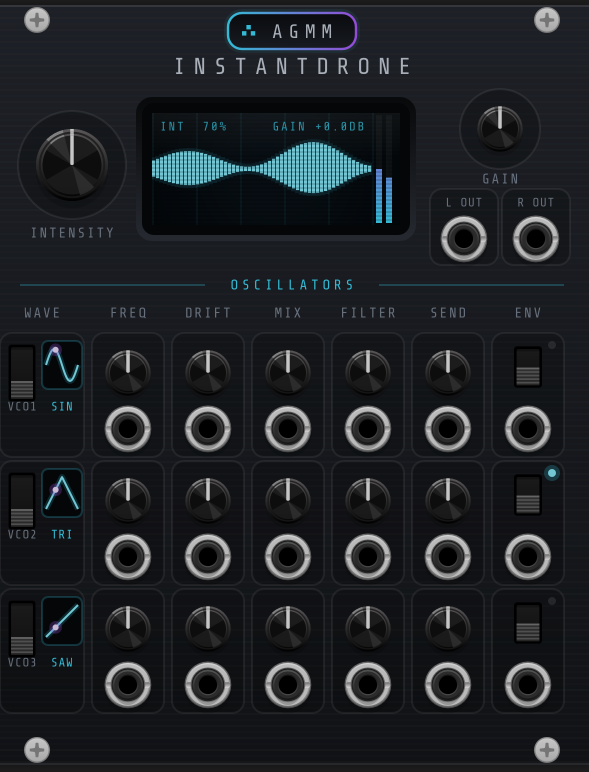 AGMM
INSTANTDRONE
INT 70% GAIN +0.0DB
INTENSITY
GAIN
L OUT R OUT
OSCILLATORS
WAVE FREQ DRIFT MIX FILTER SEND ENV
VCO1 SIN
VCO2 TRI
VCO3 SAW